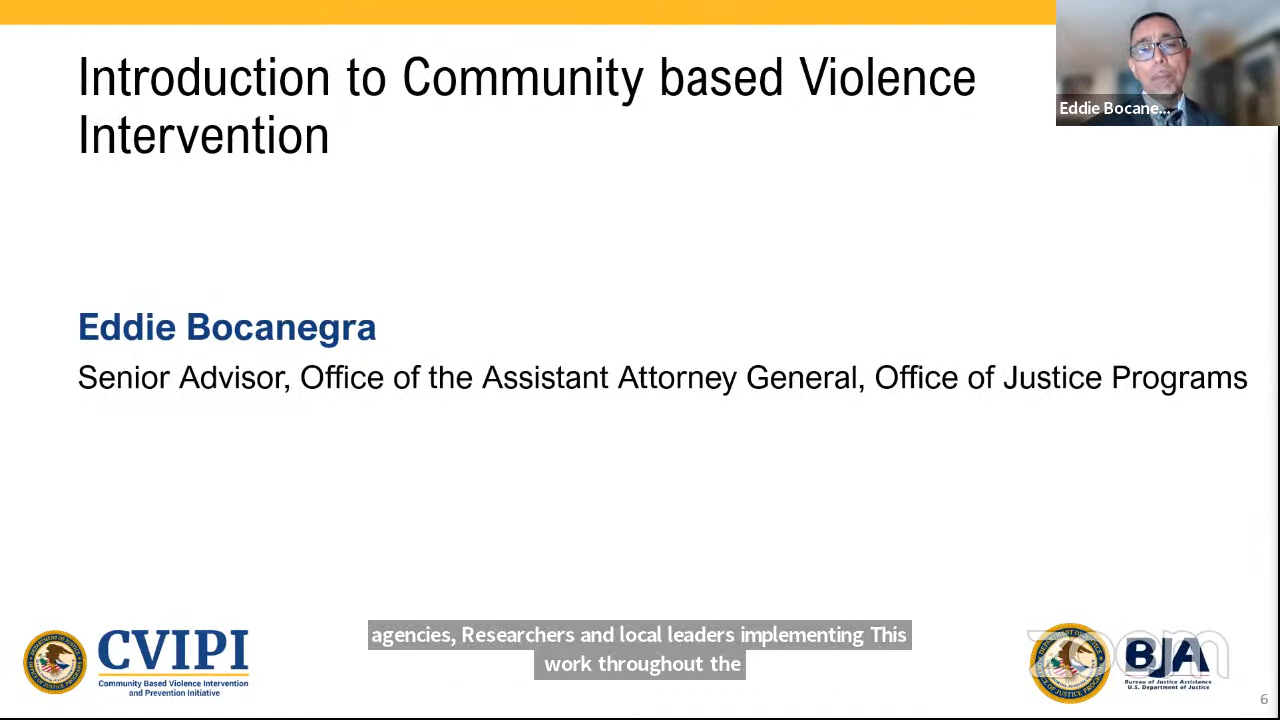 Introduction to Community based Violence
Intervention
Eddie Bocane...
Eddie Bocanegra
Senior Advisor, Office of the Assistant Attorney General, Office of Justice Programs
agencies, Researchers and local leaders implementing This
work throughout the
CVIPI
Community Based Violence Intervention
and Prevention Initiative
zoom
BJA
Bureau of Justice Assistance
U.S. Department of Justice
6